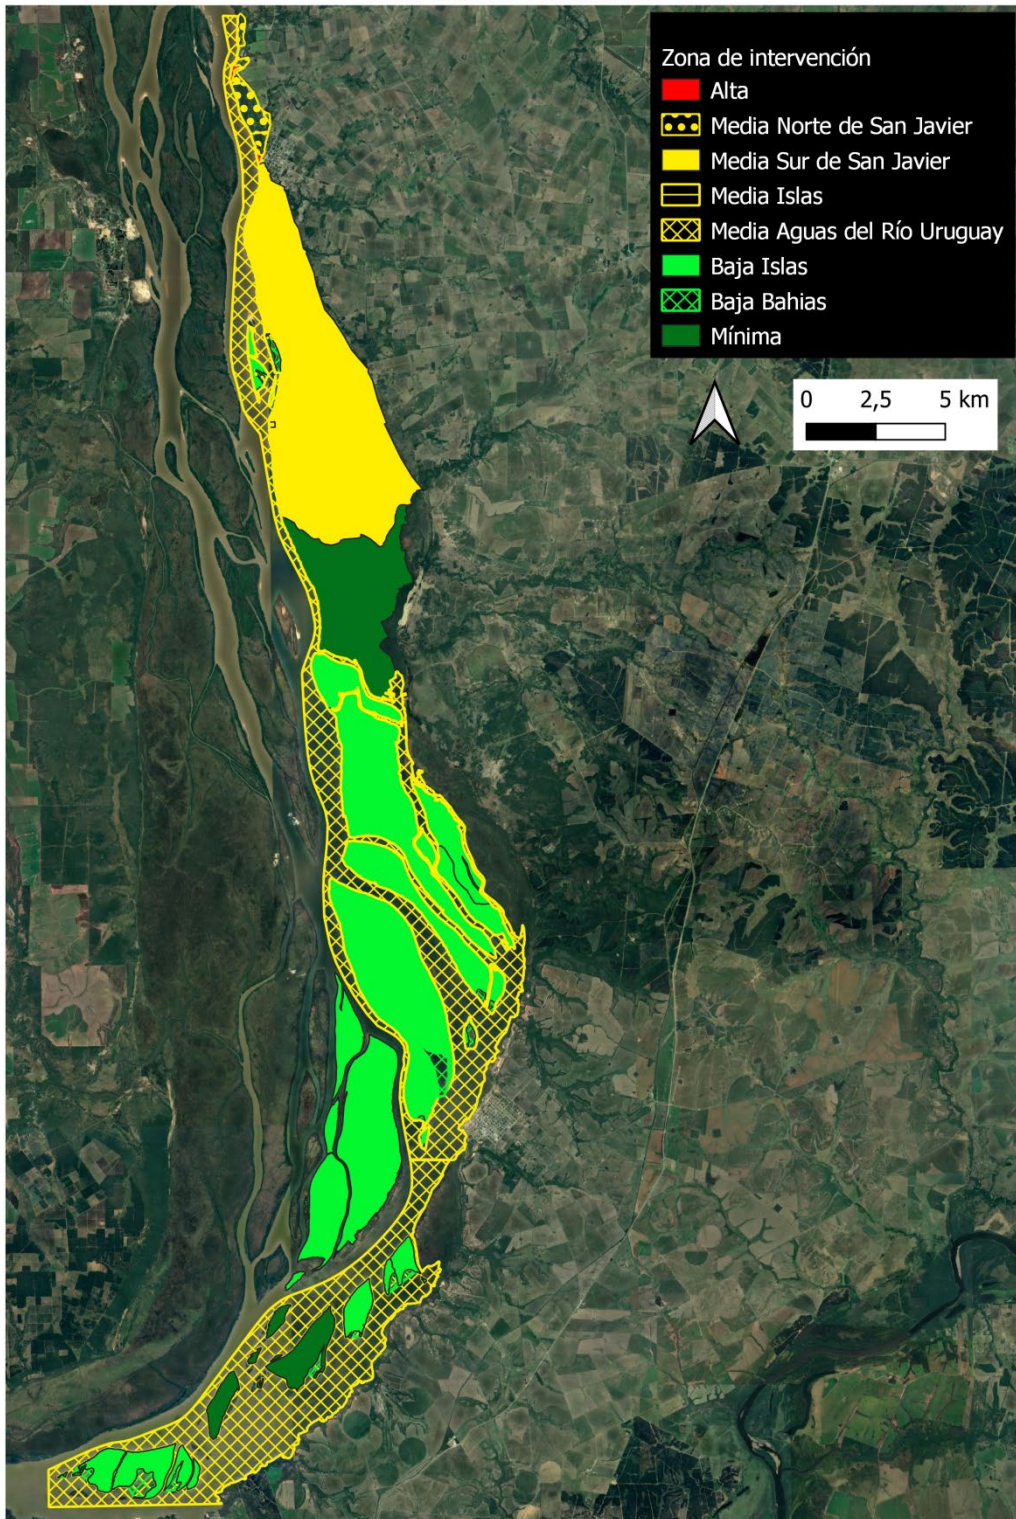 Zona de intervención
Alta
Media Norte de San Javier
Media Sur de San Javier
Media Islas
Media Aguas del Río Uruguay
Baja Islas
Baja Bahias
Mínima
0 2,5 5 km